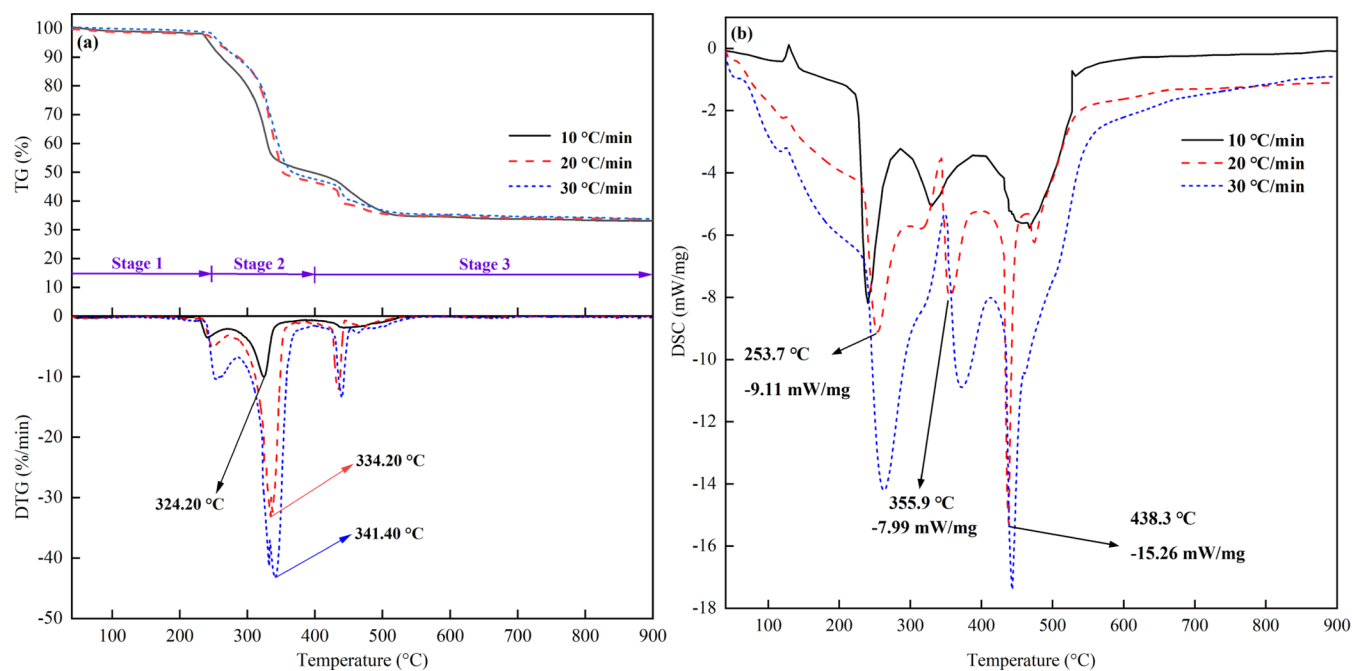 (a)
TG (%)
100
90
80
70
60
50
40
30
20
10
10 °C/min
20 °C/min
30 °C/min
Stage 1
Stage 2
Stage 3
DTG (%/min)
0
-10
-20
-30
-40
-50
324.20 °C
334.20 °C
341.40 °C
100 200 300 400 500 600 700 800 900
Temperature (°C)
(b)
DSC (mW/mg)
0
-2
-4
-6
-8
-10
-12
-14
-16
-18
10 °C/min
20 °C/min
30 °C/min
253.7 °C
-9.11 mW/mg
355.9 °C
-7.99 mW/mg
438.3 °C
-15.26 mW/mg
100 200 300 400 500 600 700 800 900
Temperature (°C)